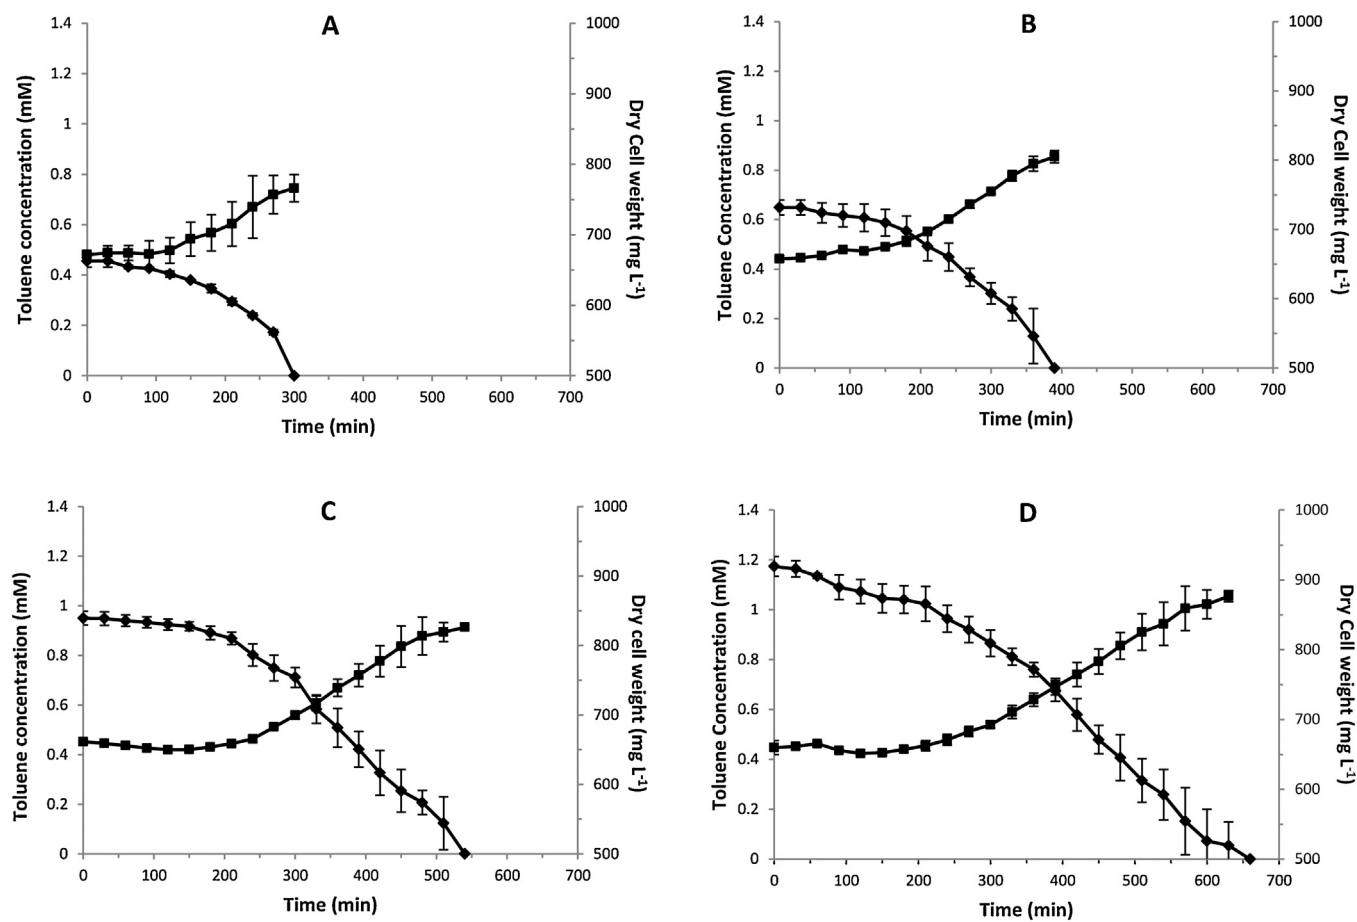 A
Toluene concentration (mM)
1.4
1.2
1
0.8
0.6
0.4
0.2
0
1000
900
800
700
600
500
Dry Cell weight (mg L-1)
0 100 200 300 400 500 600 700
Time (min)
B
Toluene Concentration (mM)
1.4
1.2
1
0.8
0.6
0.4
0.2
0
1000
900
800
700
600
500
Dry Cell weight (mg L-1)
0 100 200 300 400 500 600 700
Time (min)
C
Toluene concentration (mM)
1.4
1.2
1
0.8
0.6
0.4
0.2
0
1000
900
800
700
600
500
Dry cell weight (mg L-1)
0 100 200 300 400 500 600 700
Time (min)
D
Toluene Concentration (mM)
1.4
1.2
1
0.8
0.6
0.4
0.2
0
1000
900
800
700
600
500
Dry Cell weight (mg L-1)
0 100 200 300 400 500 600 700
Time (min)